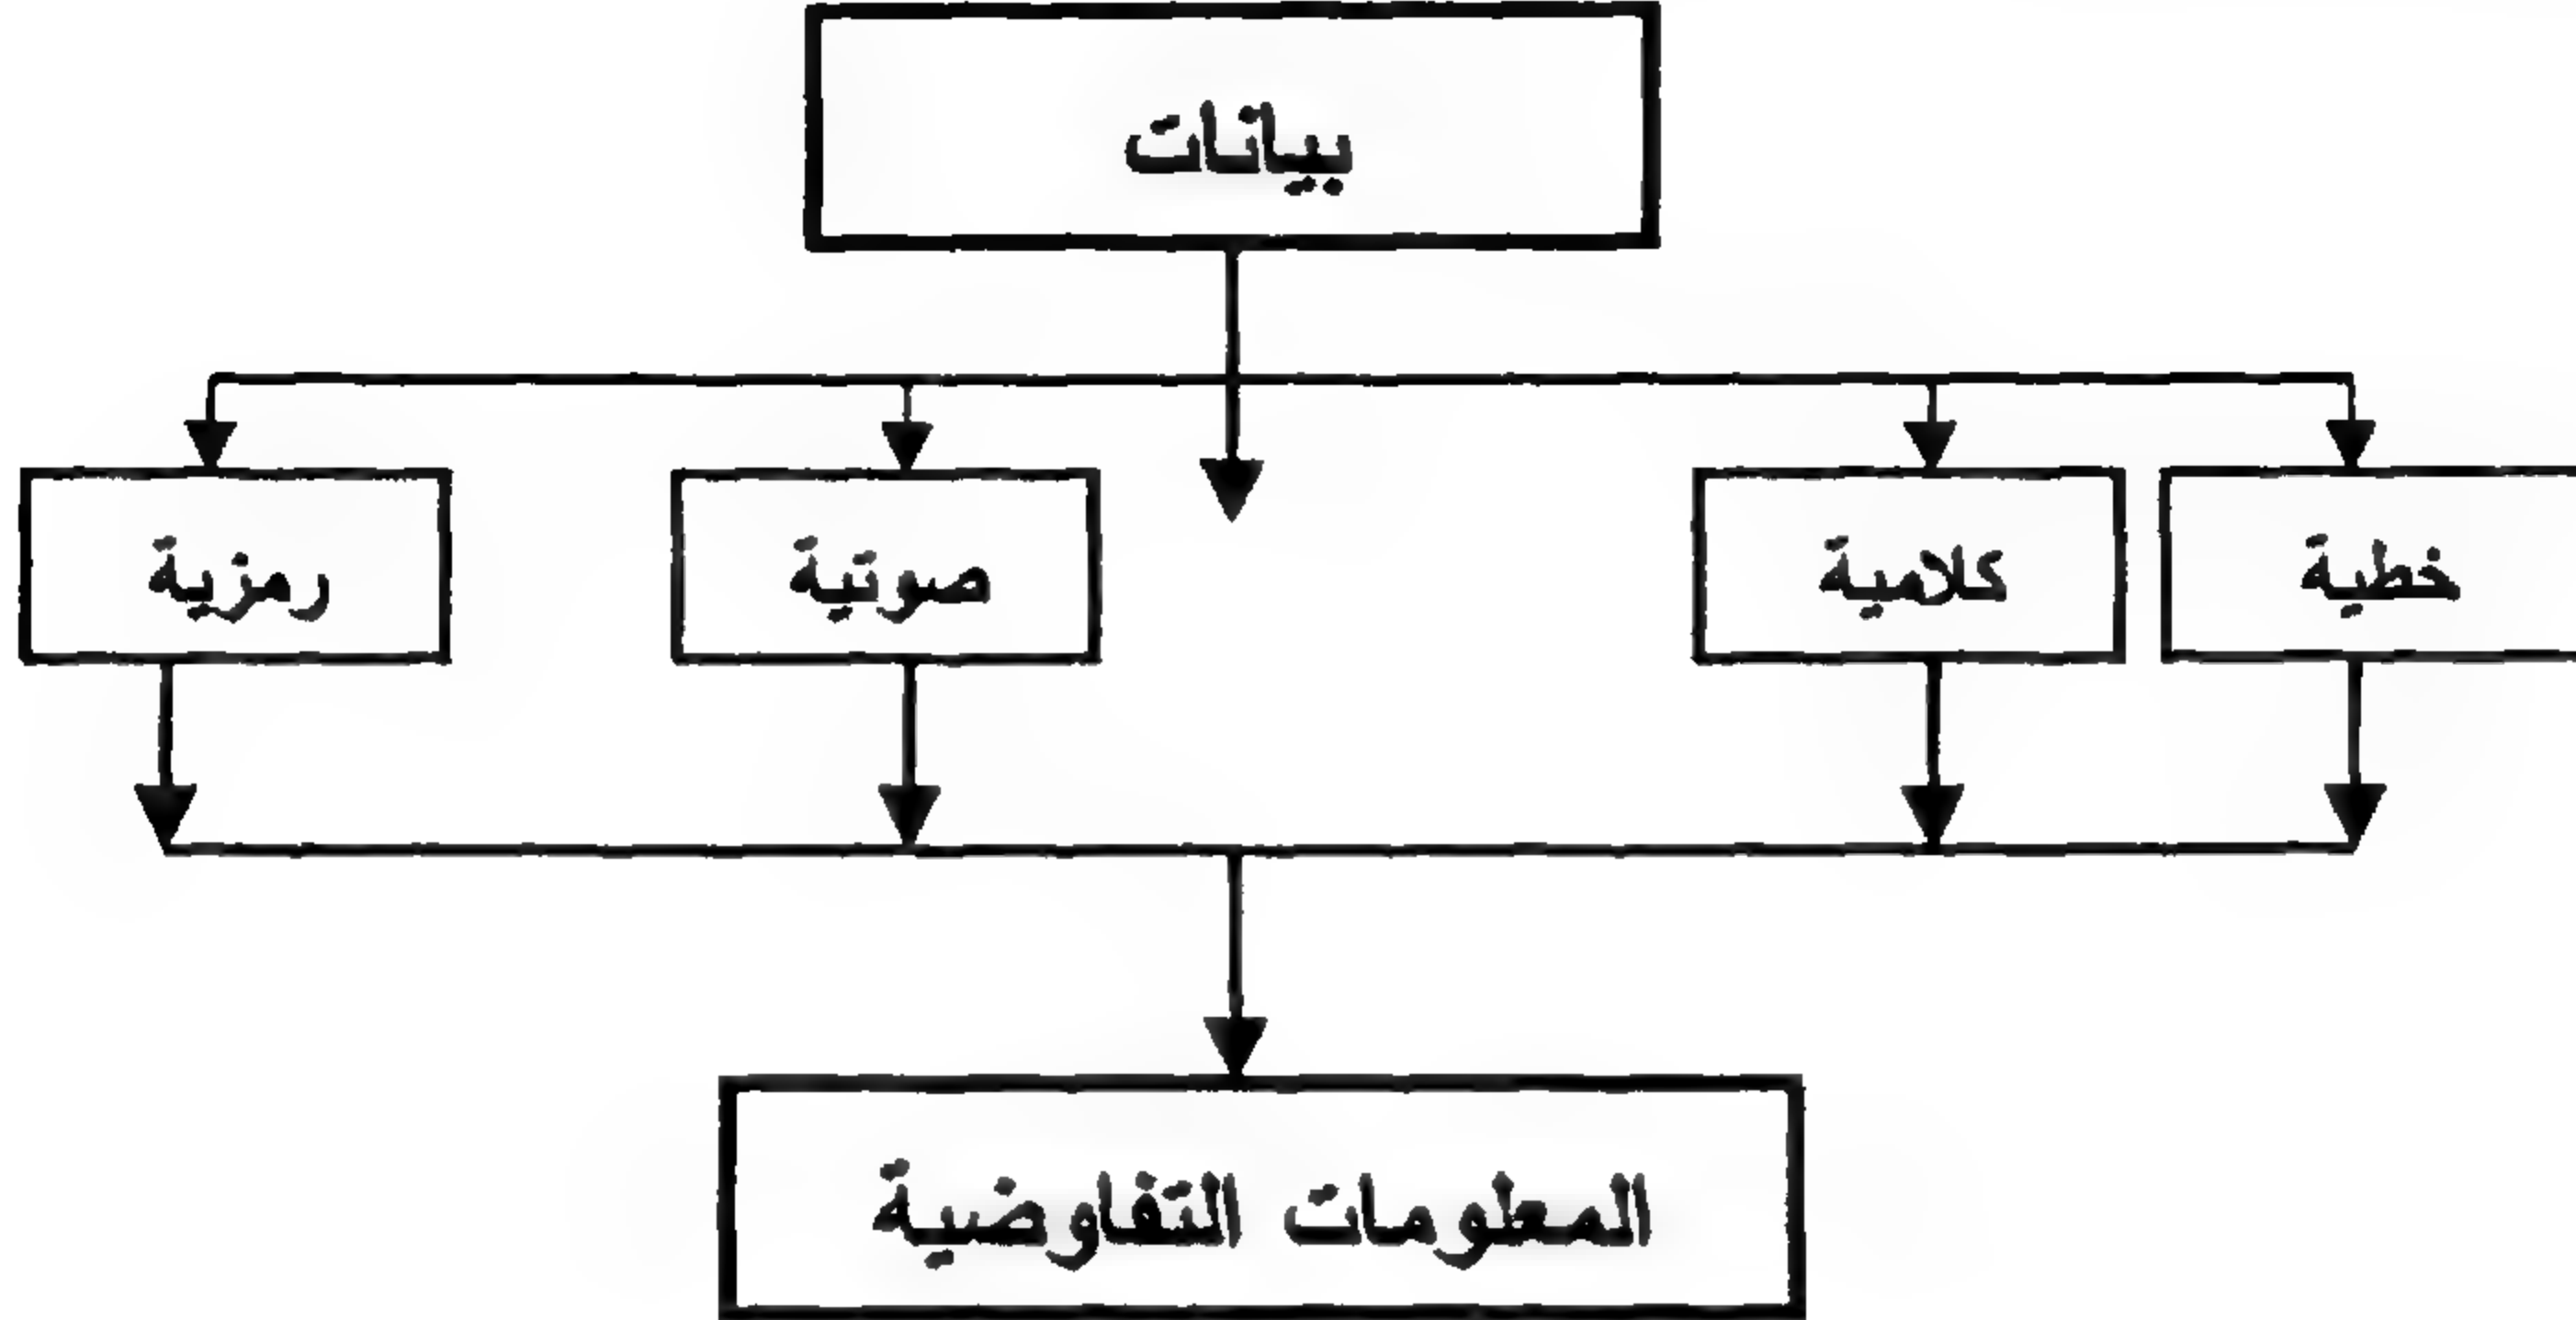 بيانات
خطية
كلامية
صوتية
رمزية
المعلومات التفاوضية